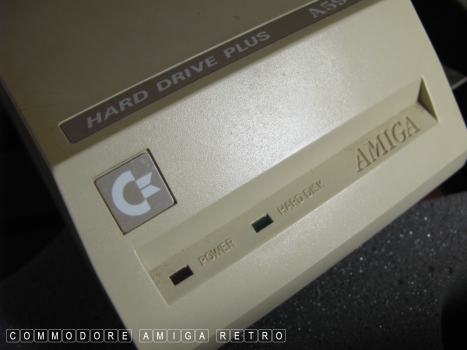 HARD DRIVE PLUS
AMIGA
HARD DISK
POWER
COMMODORE AMIGA RETRO